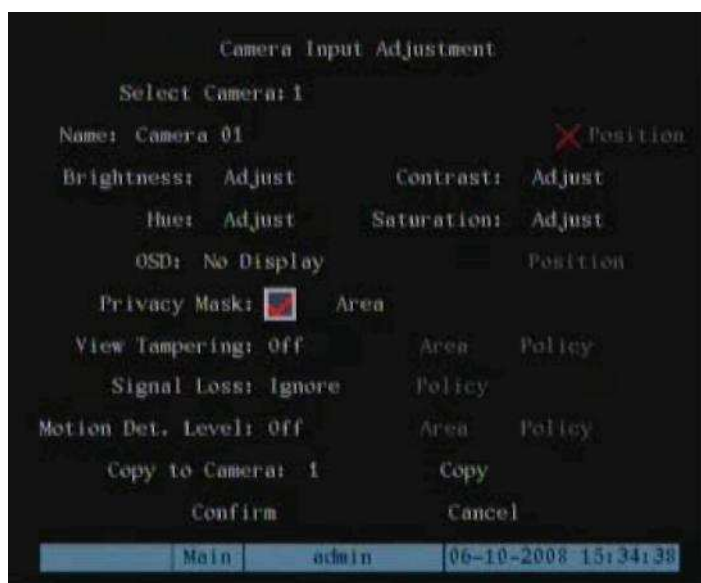 Camera Input Adjustment
Select Camera: 1
Name: Camera 01 Position
Brightness: Adjust Contrast: Adjust
Hue: Adjust Saturation: Adjust
OSD: No Display Position
Privacy Mask: Area
View Tampering: Off Area Policy
Signal Loss: Ignore Policy
Motion Det. Level: Off Area Policy
Copy to Camera: 1 Copy
Confirm Cancel
Main admin 06-10-2008 15:34:38